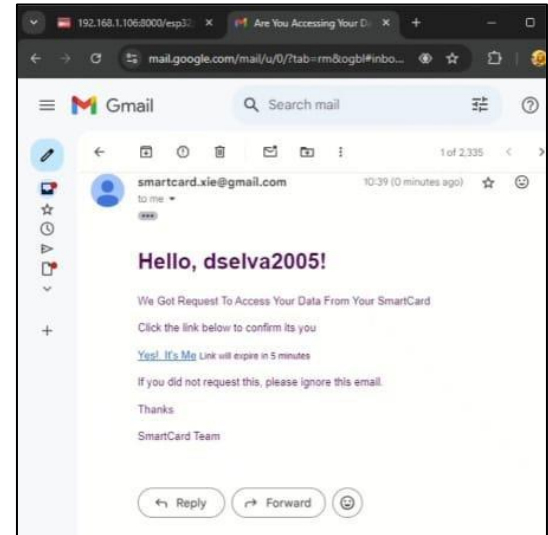 192.168.1.106:8000/esp32
Are You Accessing Your D
mail.google.com/mail/u/0/?tab=rm&ogbl#inbo...
Gmail
Search mail
1 of 2,335
smartcard.xie@gmail.com
10:39 (0 minutes ago)
to me
Hello, dselva2005!
We Got Request To Access Your Data From Your SmartCard
Click the link below to confirm its you
Yes! It's Me Link will expire in 5 minutes
If you did not request this, please ignore this email.
Thanks
SmartCard Team
Reply
Forward